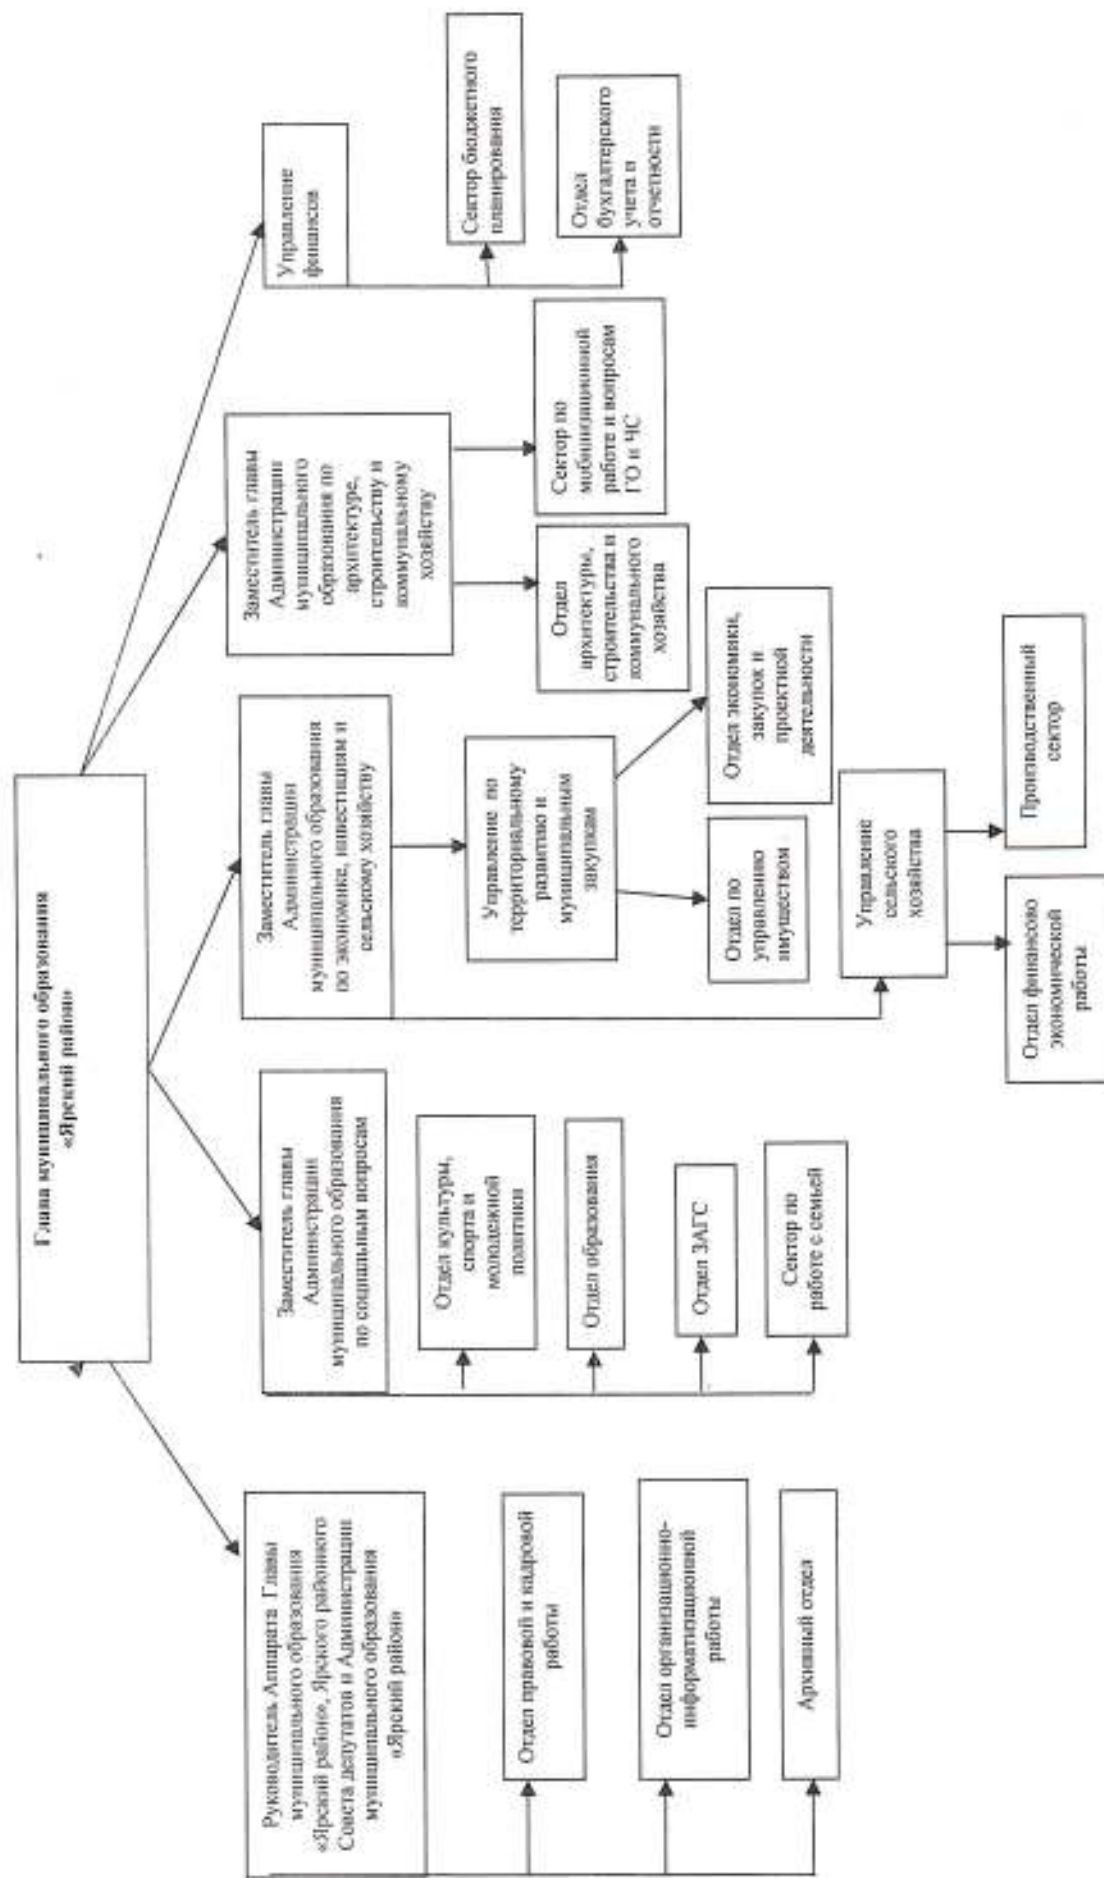 Глава муниципального образования
«Ярский район»
Руководитель Аппарата Главы
муниципального образования
«Ярский район», Ярского районного
Совета депутатов и Администрации
муниципального образования
«Ярский район»
Отдел правовой и кадровой
работы
Отдел организационно-
информатизационной
работы
Архивный отдел
Заместитель главы
Администрации
муниципального образования
по социальным вопросам
Отдел культуры,
спорта и
молодежной
политики
Отдел образования
Отдел ЗАГС
Сектор по
работе с семьей
Заместитель главы
Администрации
муниципального образования
по экономике, инвестициям и
сельскому хозяйству
Управление по
территориальному
развитию и
муниципальным
закупкам
Отдел по
управлению
имуществом
Отдел экономики,
закупок и
проектной
деятельности
Управление
сельского
хозяйства
Отдел финансово
экономической
работы
Производственный
сектор
Заместитель главы
Администрации
муниципального
образования по
архитектуре,
строительству и
коммунальному
хозяйству
Отдел
архитектуры,
строительства и
коммунального
хозяйства
Сектор по
мобилизационной
работе и вопросам
ГО и ЧС
Управление
финансов
Сектор бюджетного
планирования
Отдел
бухгалтерского
учета и
отчетности